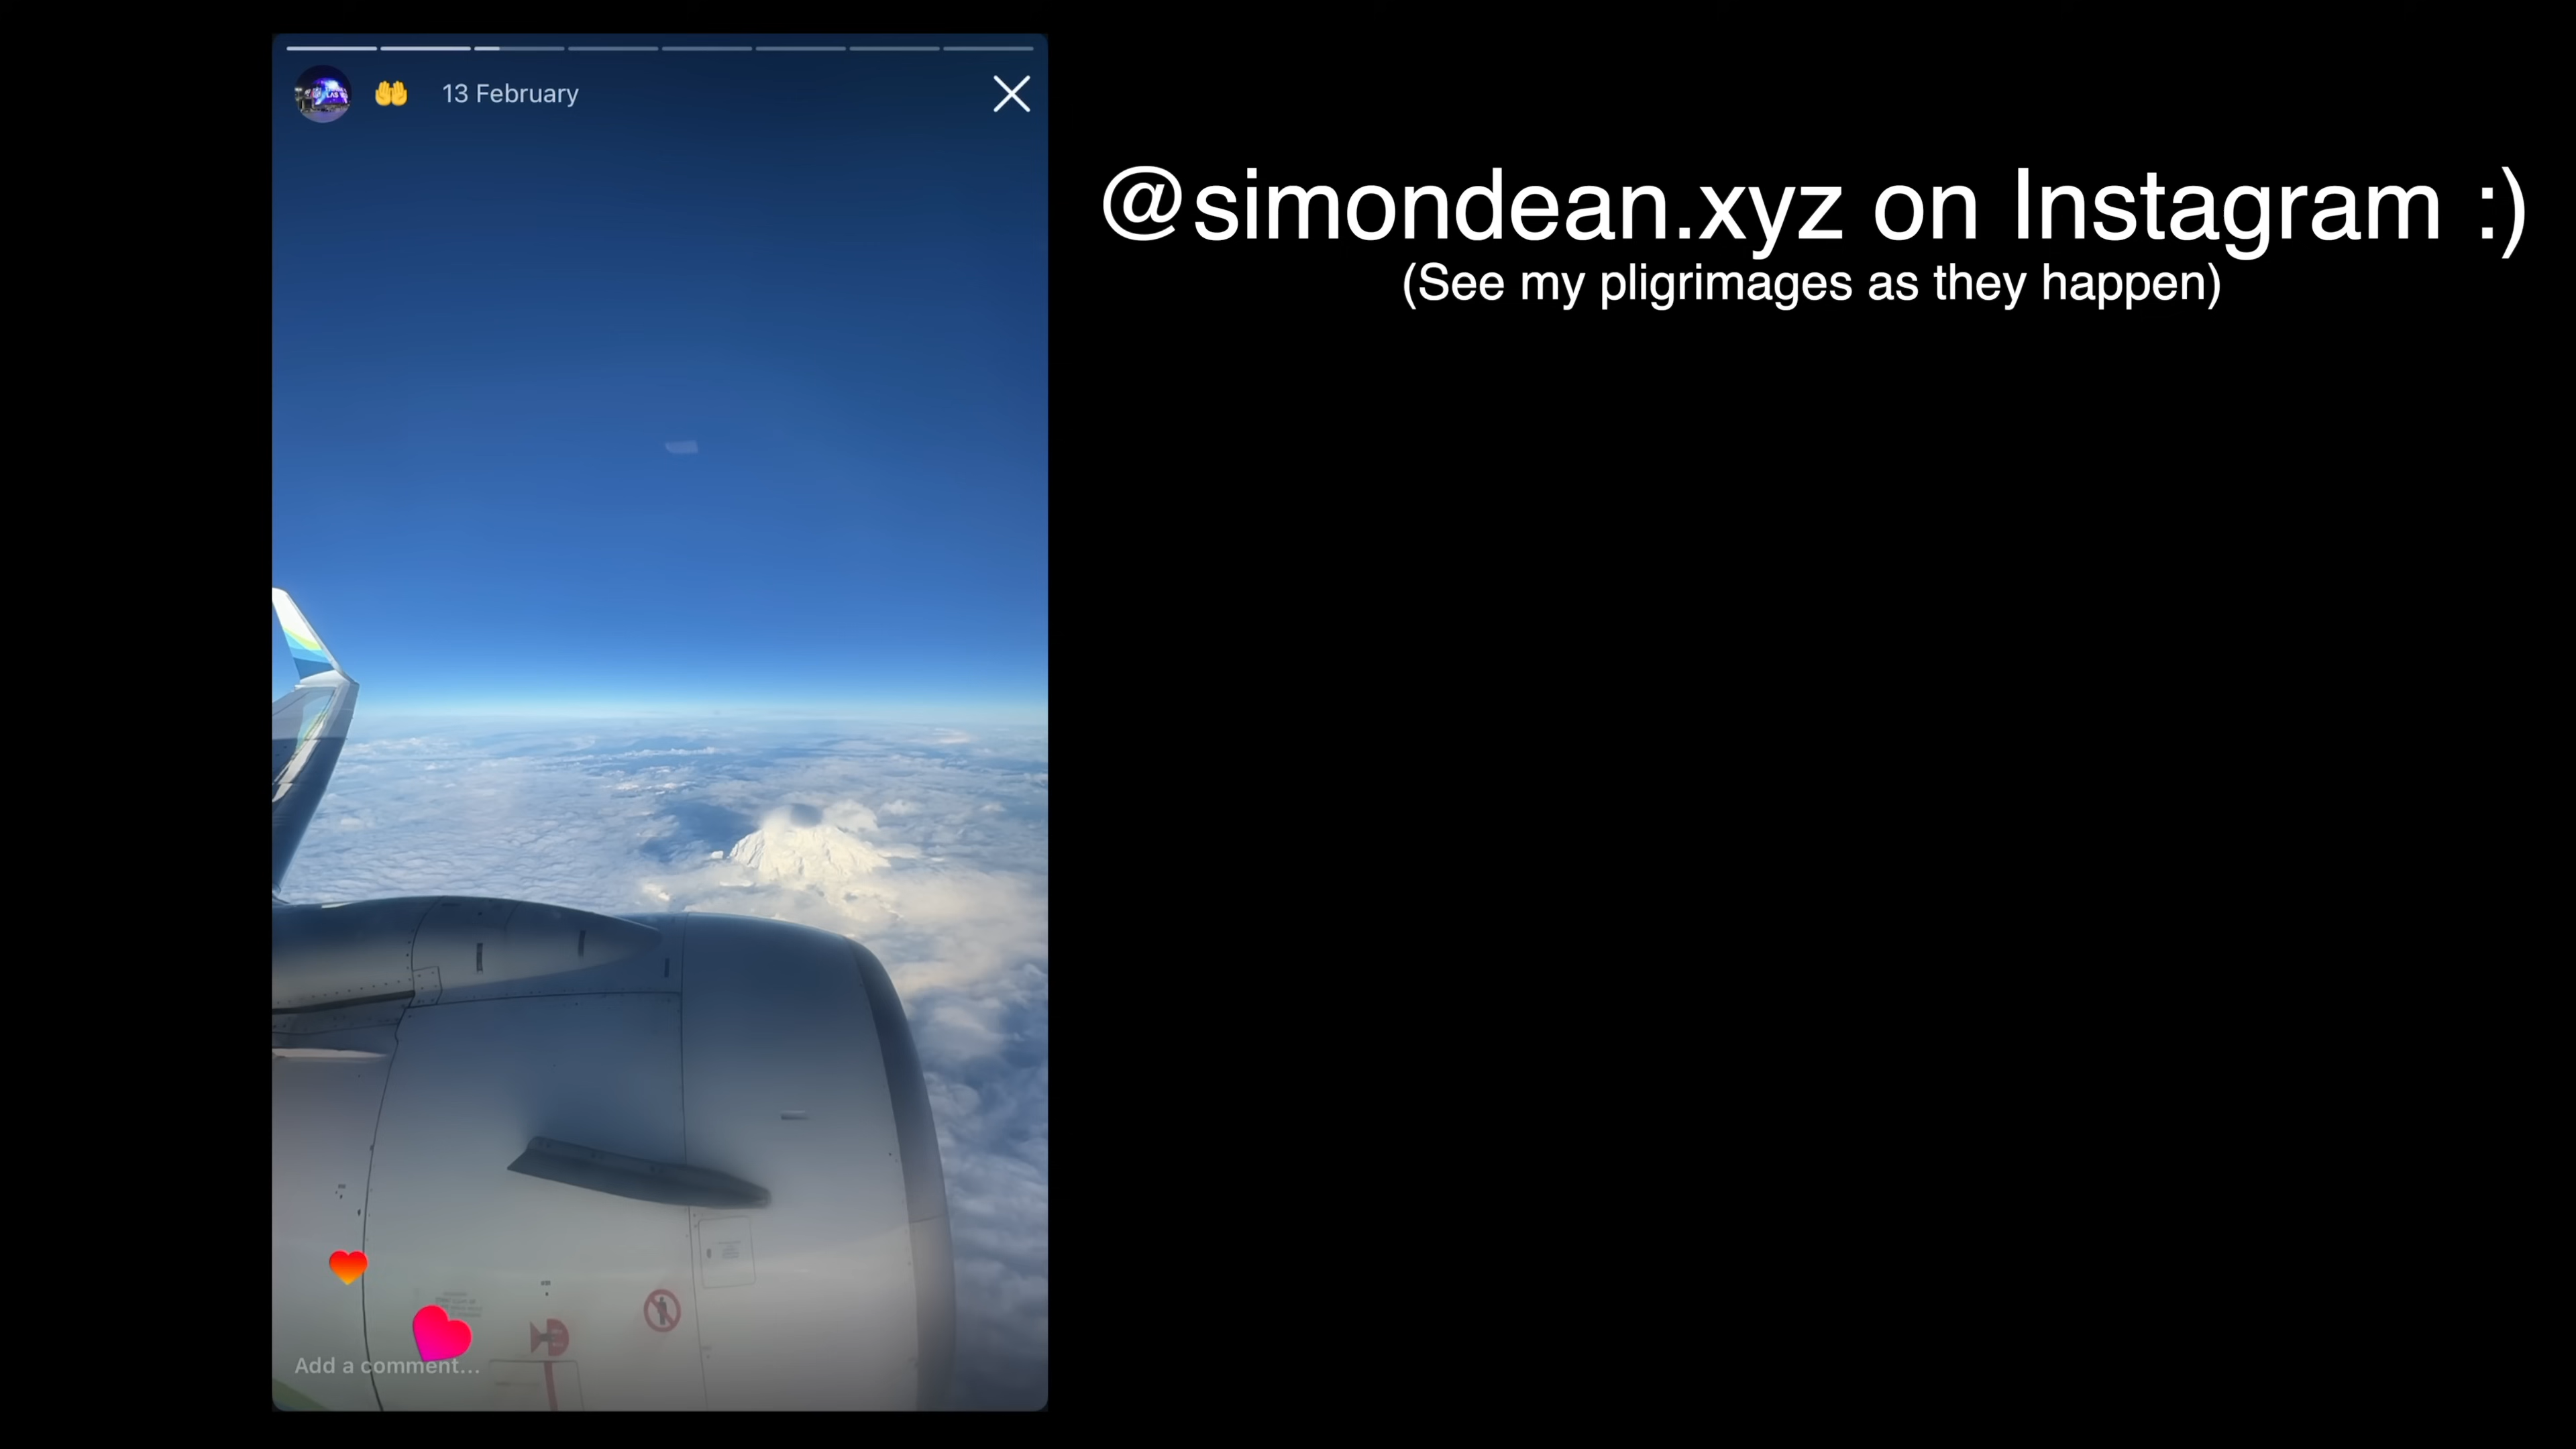 🤲 13 February
@simondean.xyz on Instagram :)
(See my pligrimages as they happen)
Add a comment...